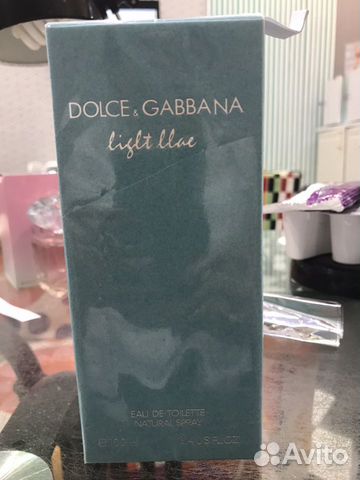 DOLCE & GABBANA
light blue
EAU DE TOILETTE
NATURAL SPRAY
Avito